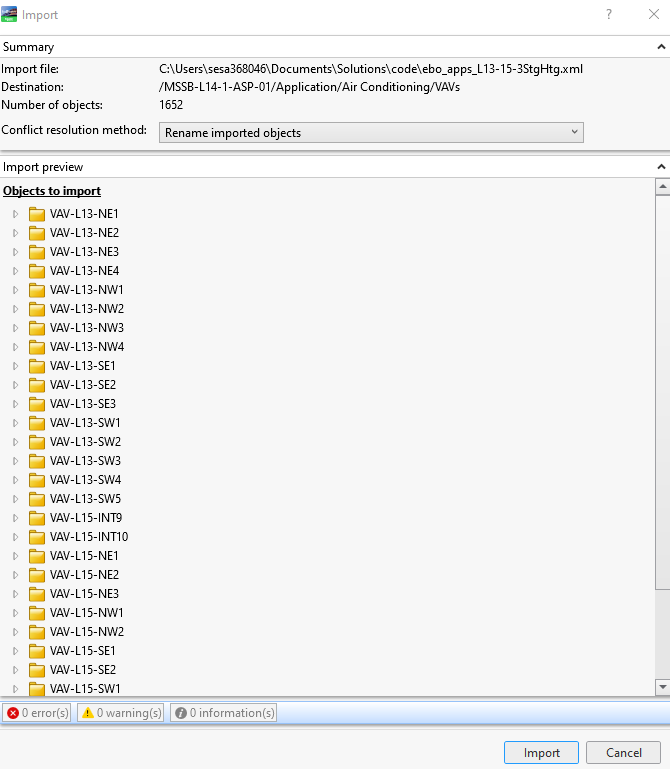 Import
?
Summary
Import file: C:\Users\sesa368046\Documents\Solutions\code\ebo_apps_L13-15-3StgHtg.xml
Destination: /MSSB-L14-1-ASP-01/Application/Air Conditioning/VAVs
Number of objects: 1652
Conflict resolution method: Rename imported objects
Import preview
Objects to import
VAV-L13-NE1
VAV-L13-NE2
VAV-L13-NE3
VAV-L13-NE4
VAV-L13-NW1
VAV-L13-NW2
VAV-L13-NW3
VAV-L13-NW4
VAV-L13-SE1
VAV-L13-SE2
VAV-L13-SE3
VAV-L13-SW1
VAV-L13-SW2
VAV-L13-SW3
VAV-L13-SW4
VAV-L13-SW5
VAV-L15-INT9
VAV-L15-INT10
VAV-L15-NE1
VAV-L15-NE2
VAV-L15-NE3
VAV-L15-NW1
VAV-L15-NW2
VAV-L15-SE1
VAV-L15-SE2
VAV-L15-SW1
0 error(s) 0 warning(s) 0 information(s)
Import Cancel